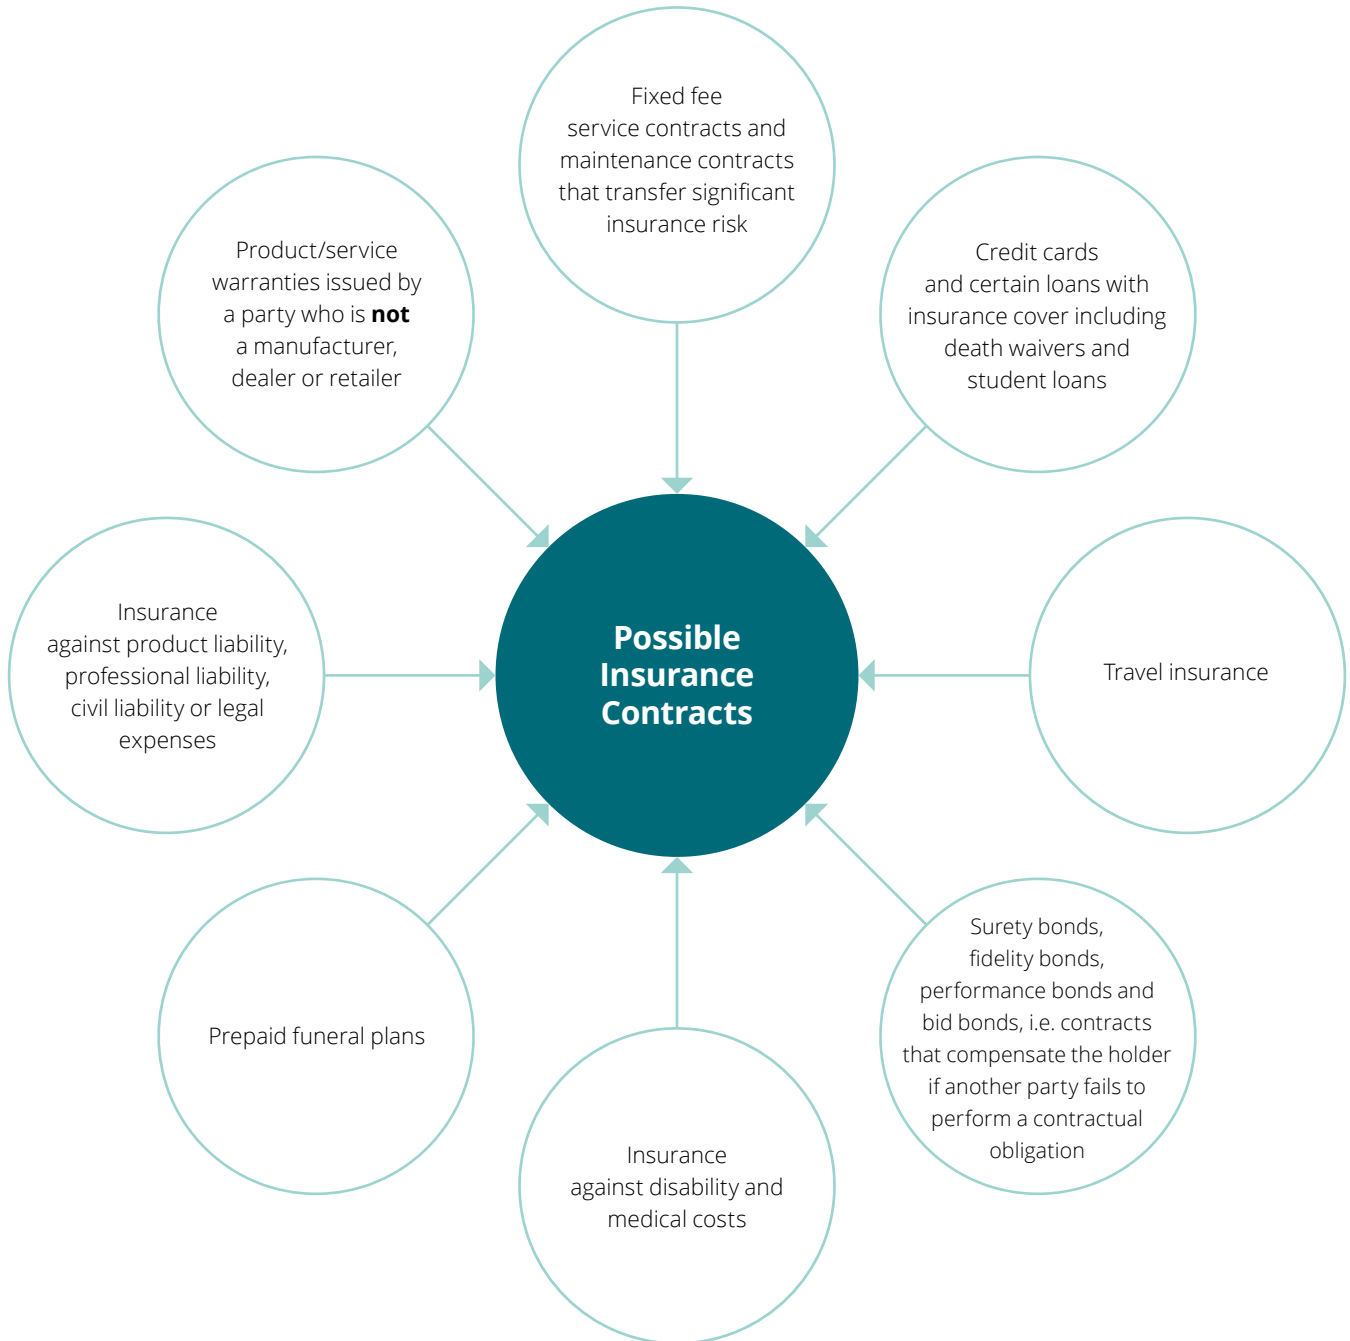 Fixed fee
service contracts and
maintenance contracts
that transfer significant
insurance risk
Product/service
warranties issued by
a party who is not
a manufacturer,
dealer or retailer
Credit cards
and certain loans with
insurance cover including
death waivers and
student loans
Insurance
against product liability,
professional liability,
civil liability or legal
expenses
Possible
Insurance
Contracts
Travel insurance
Prepaid funeral plans
Surety bonds,
fidelity bonds,
performance bonds and
bid bonds, i.e. contracts
that compensate the holder
if another party fails to
perform a contractual
obligation
Insurance
against disability and
medical costs